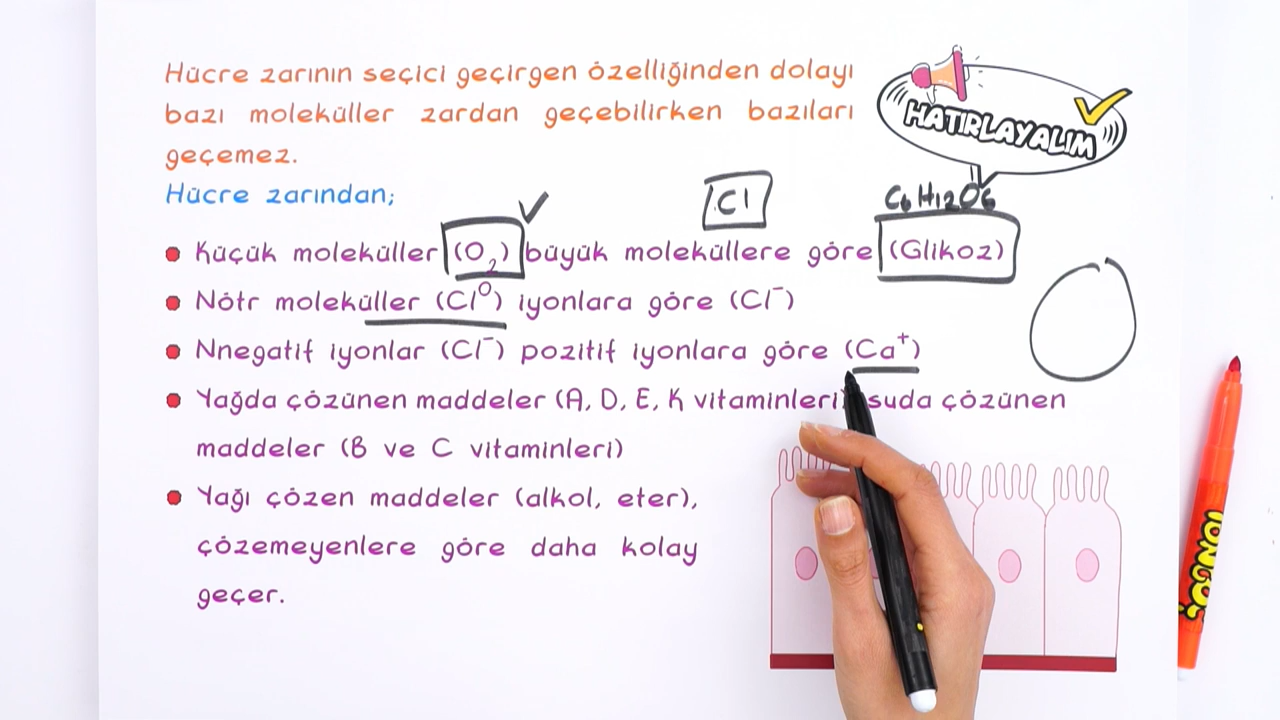 Hücre zarının seçici geçirgen özelliğinden dolayı
bazı moleküller zardan geçebilirken bazıları
geçemez.
HATIRLAYALIM
Hücre zarından;
Cl
C6H12O6
Küçük moleküller (O₂) büyük moleküllere göre (Glikoz)
Nötr moleküller (Cl⁰) iyonlara göre (Cl⁻)
Nnegatif iyonlar (Cl⁻) pozitif iyonlara göre (Ca⁺)
Yağda çözünen maddeler (A, D, E, K vitaminleri) suda çözünen
maddeler (B ve C vitaminleri)
Yağı çözen maddeler (alkol, eter),
çözemeyenlere göre daha kolay
geçer.